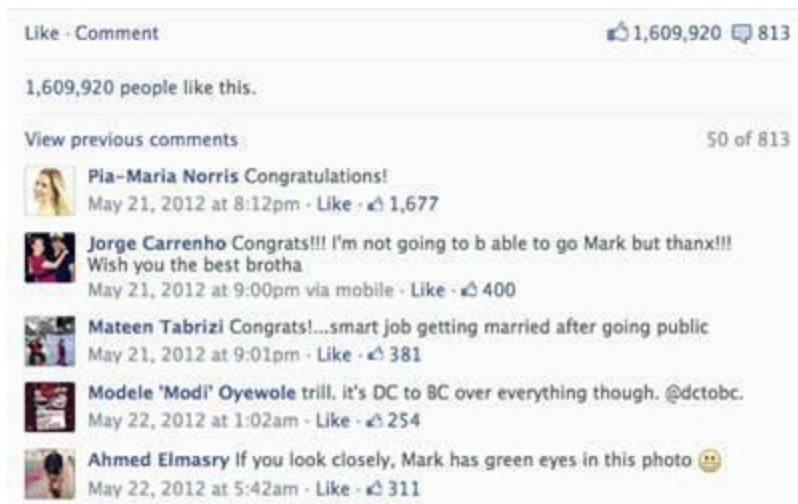 Like · Comment 1,609,920 813
1,609,920 people like this.
View previous comments 50 of 813
Pia-Maria Norris Congratulations!
May 21, 2012 at 8:12pm · Like · 1,677
Jorge Carrenho Congrats!!! I'm not going to b able to go Mark but thanx!!!
Wish you the best brotha
May 21, 2012 at 9:00pm via mobile · Like · 400
Mateen Tabrizi Congrats!...smart job getting married after going public
May 21, 2012 at 9:01pm · Like · 381
Modele 'Modi' Oyewole trill. it's DC to BC over everything though. @dctobc.
May 22, 2012 at 1:02am · Like · 254
Ahmed Elmasry If you look closely, Mark has green eyes in this photo
May 22, 2012 at 5:42am · Like · 311